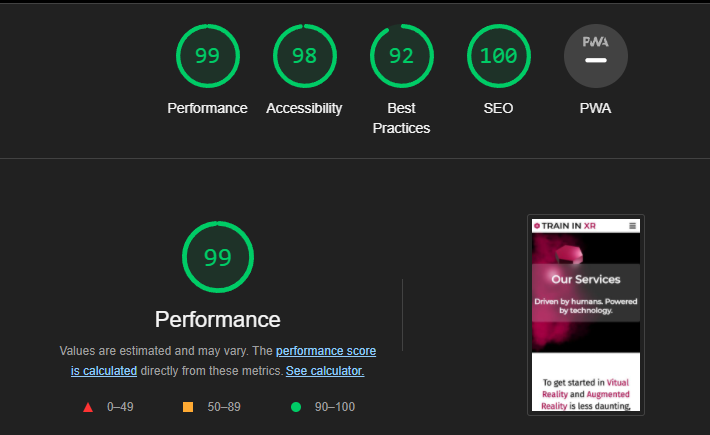 99
98
92
100
PWA
Performance
Accessibility
Best
Practices
SEO
PWA
99
Performance
Values are estimated and may vary. The performance score
is calculated directly from these metrics. See calculator.
0–49
50–89
90–100
TRAIN IN XR
Our Services
Driven by humans. Powered
by technology.
To get started in Vitual
Reality and Augmented
Reality is less daunting,